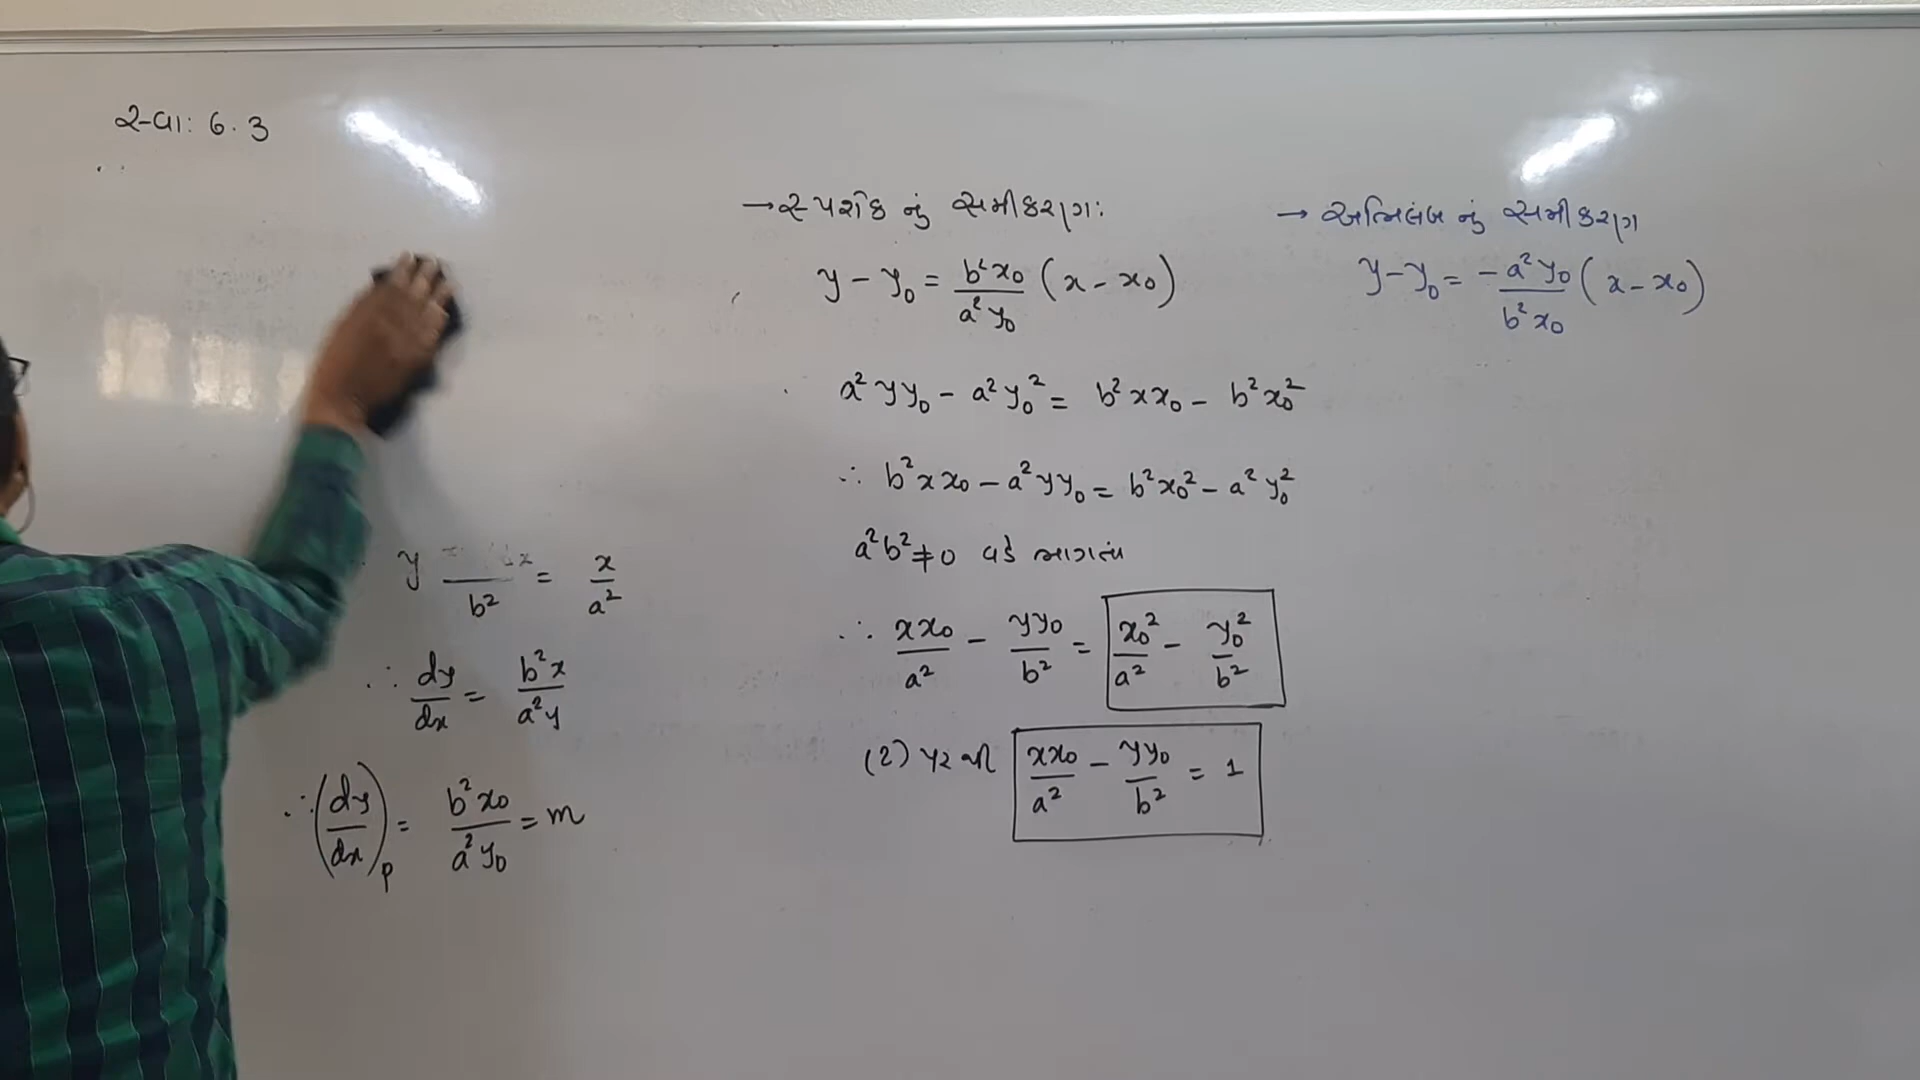 સ્વા: 6.3
y b² = x/a²
∴ dy/dx = b²x/a²y
∴ (dy/dx)P = b²x₀/a²y₀ = m
→ સ્પર્શક નું સમીકરણ:
y - y₀ = b²x₀/a²y₀ (x - x₀)
a²yy₀ - a²y₀² = b²xx₀ - b²x₀²
∴ b²xx₀ - a²yy₀ = b²x₀² - a²y₀²
a²b² ≠ 0 વડે ભાગતા
∴ xx₀/a² - yy₀/b² = x₀²/a² - y₀²/b²
(2) પરથી xx₀/a² - yy₀/b² = 1
→ અભિલંબ નું સમીકરણ
y - y₀ = -a²y₀/b²x₀ (x - x₀)